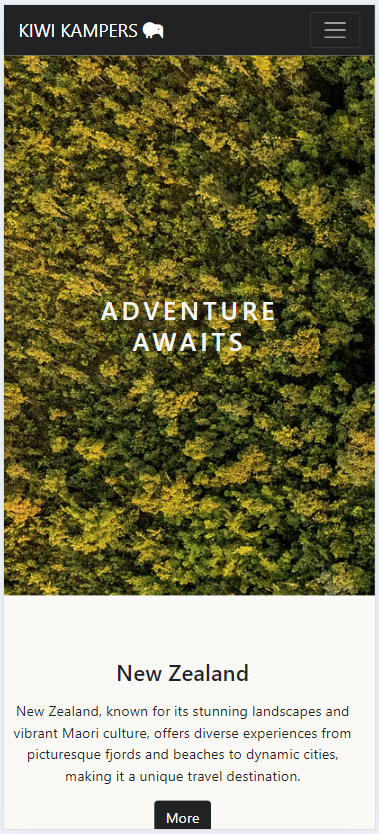 KIWI KAMPERS
ADVENTURE
AWAITS
New Zealand
New Zealand, known for its stunning landscapes and
vibrant Maori culture, offers diverse experiences from
picturesque fjords and beaches to dynamic cities,
making it a unique travel destination.
More